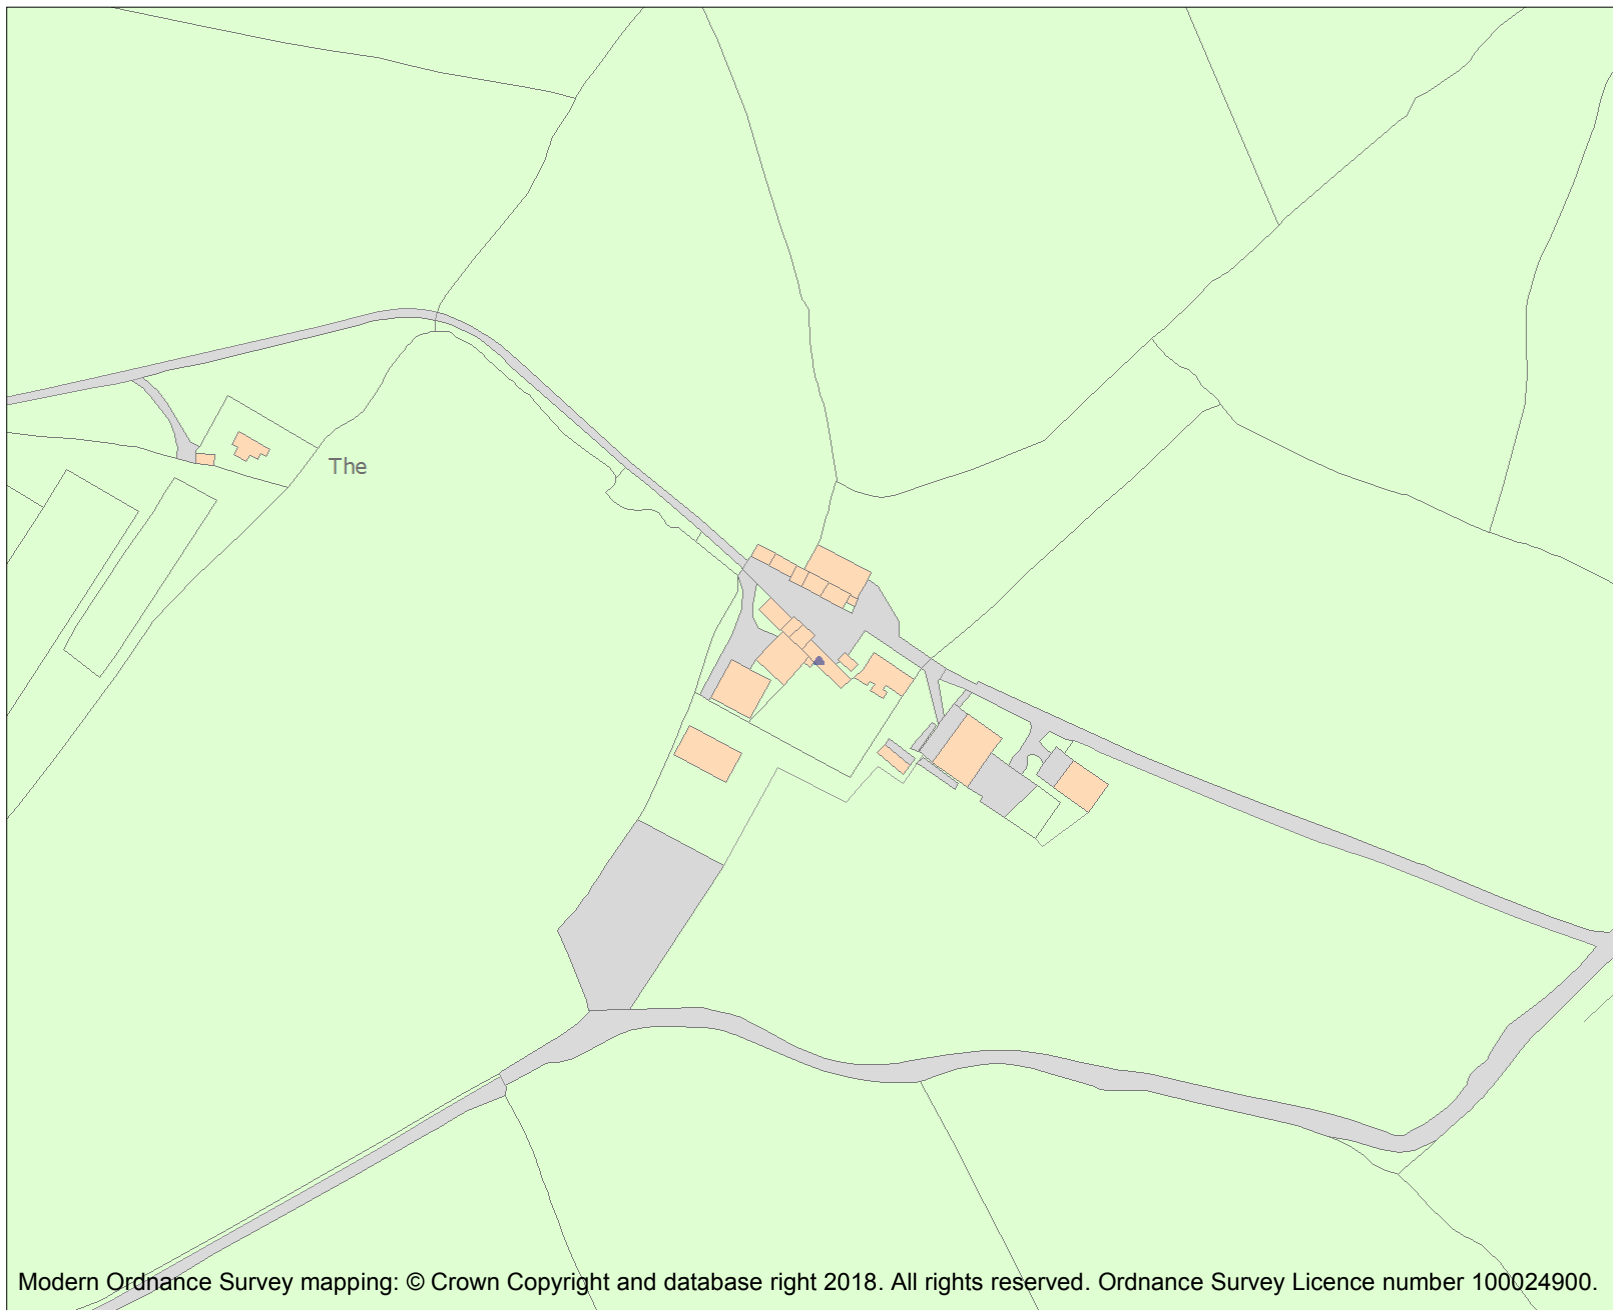 The
Modern Ordnance Survey mapping: © Crown Copyright and database right 2018. All rights reserved. Ordnance Survey Licence number 100024900.